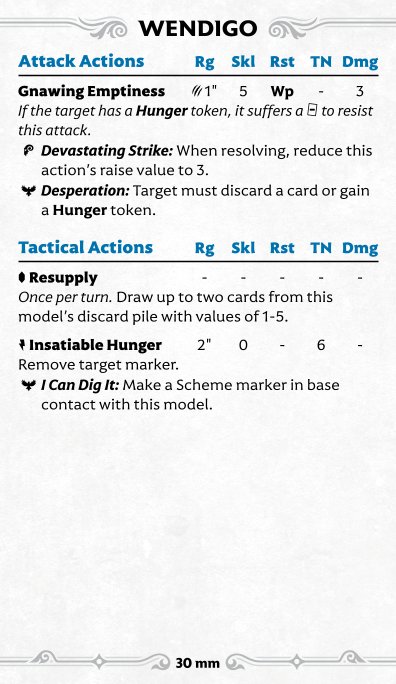 WENDIGO
Attack Actions Rg Skl Rst TN Dmg
Gnawing Emptiness 1" 5 Wp - 3
If the target has a Hunger token, it suffers a to resist
this attack.
Devastating Strike: When resolving, reduce this
action's raise value to 3.
Desperation: Target must discard a card or gain
a Hunger token.
Tactical Actions Rg Skl Rst TN Dmg
Resupply - - - - -
Once per turn. Draw up to two cards from this
model's discard pile with values of 1-5.
Insatiable Hunger 2" 0 - 6 -
Remove target marker.
I Can Dig It: Make a Scheme marker in base
contact with this model.
30 mm